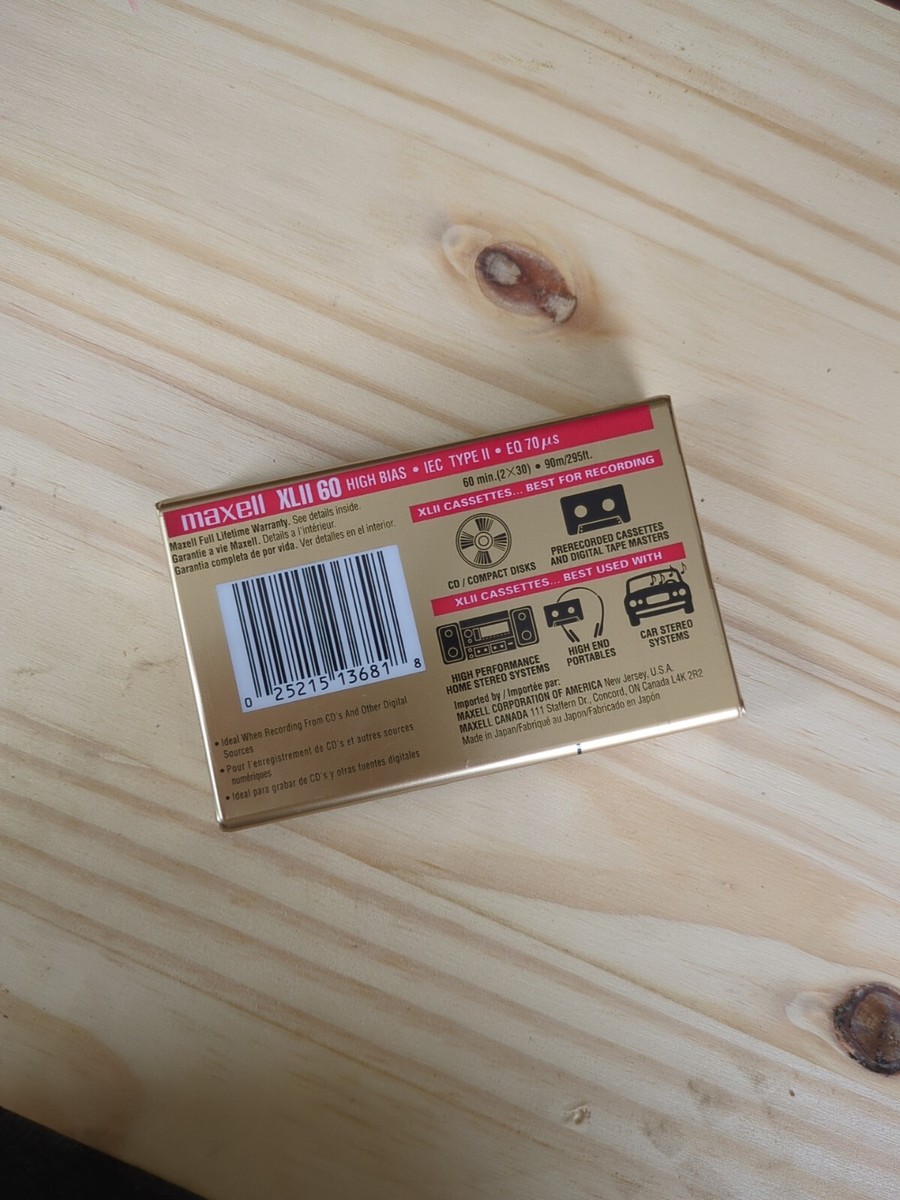 maxell XLII 60 HIGH BIAS • IEC TYPE II • EQ 70μs
Maxell Full Lifetime Warranty. See details inside.
Garantie a vie Maxell. Details a l'intérieur.
Garantia completa de por vida. Ver detalles en el interior.
0 25215 13681 8
• Ideal When Recording From CD's And Other Digital
Sources
• Pour l'enregistrement de CD's et autres sources
numériques
• Ideal para grabar de CD's y otras fuentes digitales
60 min.(2×30) • 90m/295ft.
XLII CASSETTES... BEST FOR RECORDING
CD / COMPACT DISKS
PRERECORDED CASSETTES
AND DIGITAL TAPE MASTERS
XLII CASSETTES... BEST USED WITH
HIGH PERFORMANCE
HOME STEREO SYSTEMS
HIGH END
PORTABLES
CAR STEREO
SYSTEMS
Imported by / Importée par:
MAXELL CORPORATION OF AMERICA New Jersey, U.S.A.
MAXELL CANADA 111 Staffern Dr., Concord, ON Canada L4K 2R2
Made in Japan/Fabriqué au Japon/Fabricado en Japón